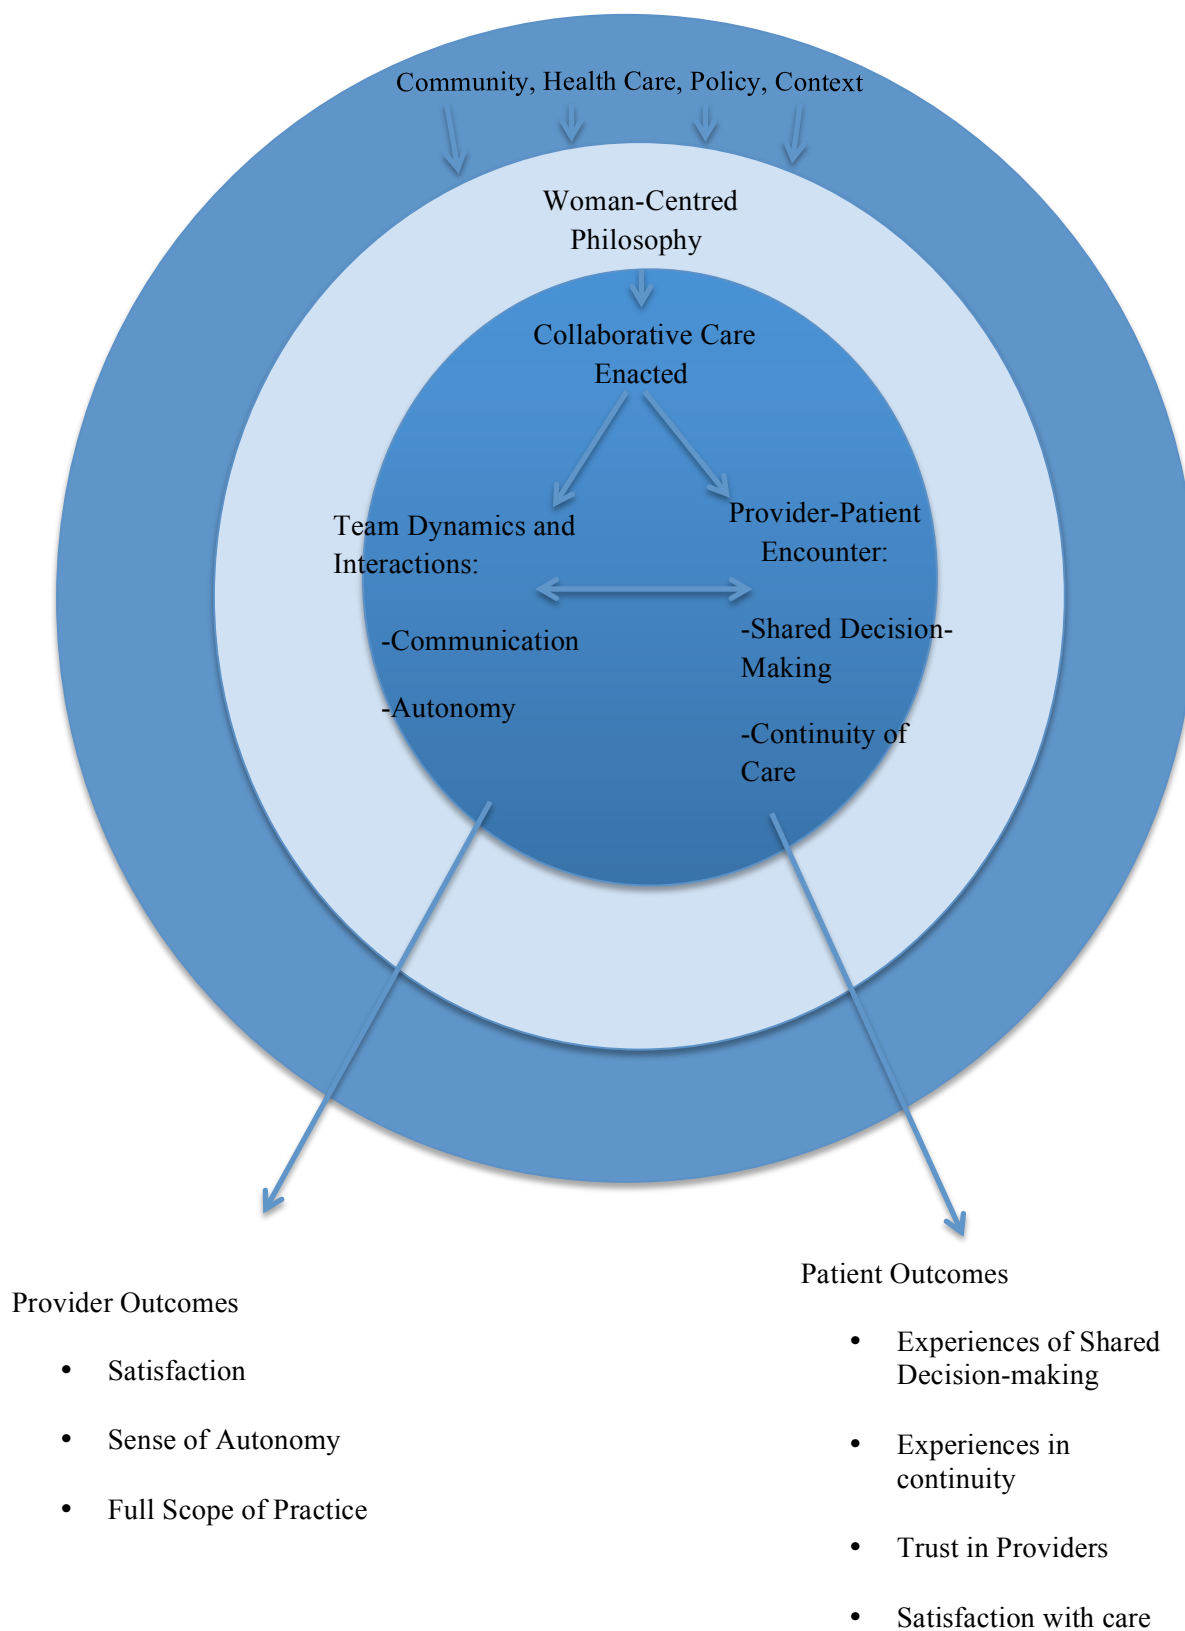 Community, Health Care, Policy, Context
Woman-Centred
Philosophy
Collaborative Care
Enacted
Team Dynamics and
Interactions:
-Communication
-Autonomy
Provider-Patient
Encounter:
-Shared Decision-
Making
-Continuity of
Care
Provider Outcomes
• Satisfaction
• Sense of Autonomy
• Full Scope of Practice
Patient Outcomes
• Experiences of Shared
Decision-making
• Experiences in
continuity
• Trust in Providers
• Satisfaction with care